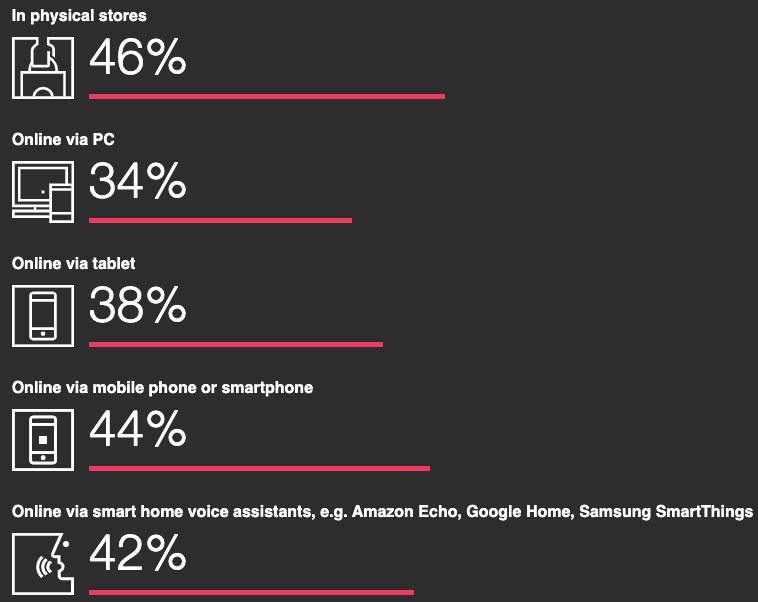 In physical stores
46%
Online via PC
34%
Online via tablet
38%
Online via mobile phone or smartphone
44%
Online via smart home voice assistants, e.g. Amazon Echo, Google Home, Samsung SmartThings
42%